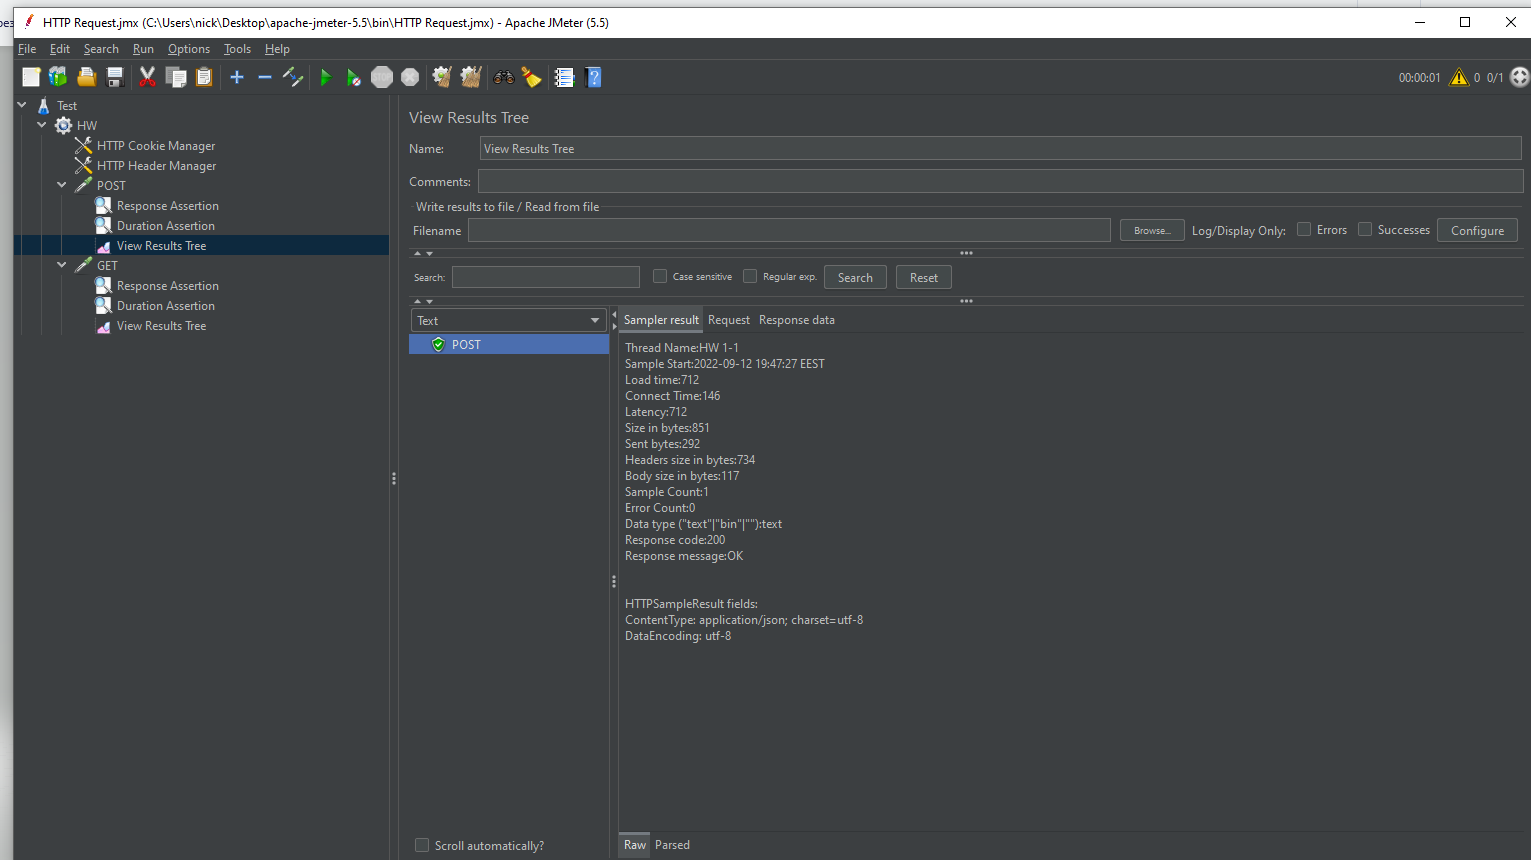 HTTP Request.jmx (C:\Users\nick\Desktop\apache-jmeter-5.5\bin\HTTP Request.jmx) - Apache JMeter (5.5)
File Edit Search Run Options Tools Help
00:00:01 0 0/1
Test
HW
HTTP Cookie Manager
HTTP Header Manager
POST
Response Assertion
Duration Assertion
View Results Tree
GET
Response Assertion
Duration Assertion
View Results Tree
View Results Tree
Name: View Results Tree
Comments:
Write results to file / Read from file
Filename Browse... Log/Display Only: Errors Successes Configure
Search: Case sensitive Regular exp. Search Reset
Text
POST
Sampler result Request Response data
Thread Name:HW 1-1
Sample Start:2022-09-12 19:47:27 EEST
Load time:712
Connect Time:146
Latency:712
Size in bytes:851
Sent bytes:292
Headers size in bytes:734
Body size in bytes:117
Sample Count:1
Error Count:0
Data type ("text"|"bin"|""):text
Response code:200
Response message:OK
HTTPSampleResult fields:
ContentType: application/json; charset=utf-8
DataEncoding: utf-8
Scroll automatically?
Raw Parsed